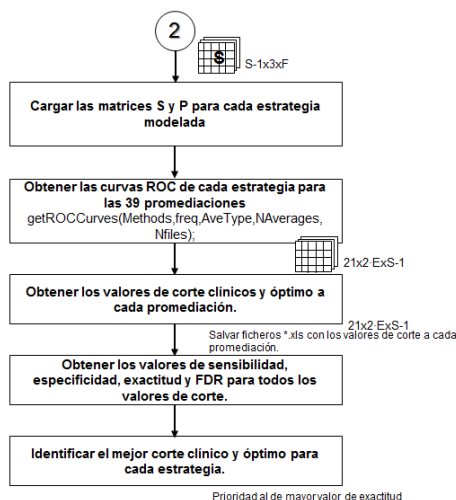 2
S
S-1x3xF
Cargar las matrices S y P para cada estrategia
modelada
Obtener las curvas ROC de cada estrategia para
las 39 promediaciones
getROCCurves(Methods,freq,AveType,NAverages,
Nfiles);
21x2·ExS-1
Obtener los valores de corte clínicos y óptimo a
cada promediación.
21x2·ExS-1
Salvar ficheros *.xls con los valores de corte a cada
promediación.
Obtener los valores de sensibilidad,
especificidad, exactitud y FDR para todos los
valores de corte.
Identificar el mejor corte clínico y óptimo para
cada estrategia.
Prioridad al de mayor valor de exactitud